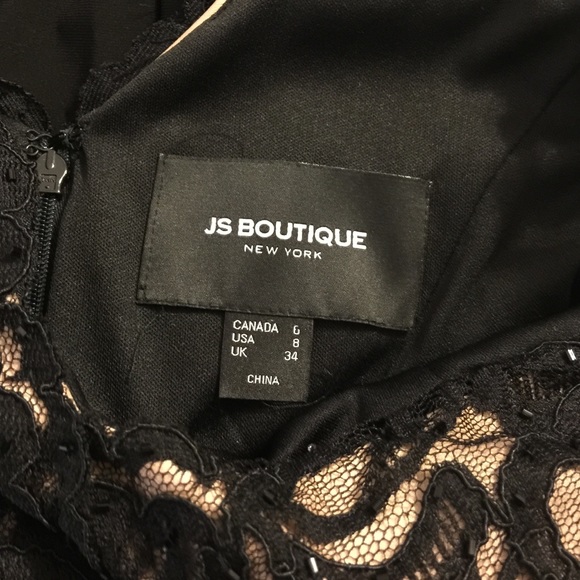 JS BOUTIQUE
NEW YORK
CANADA 6
USA 8
UK 34
CHINA